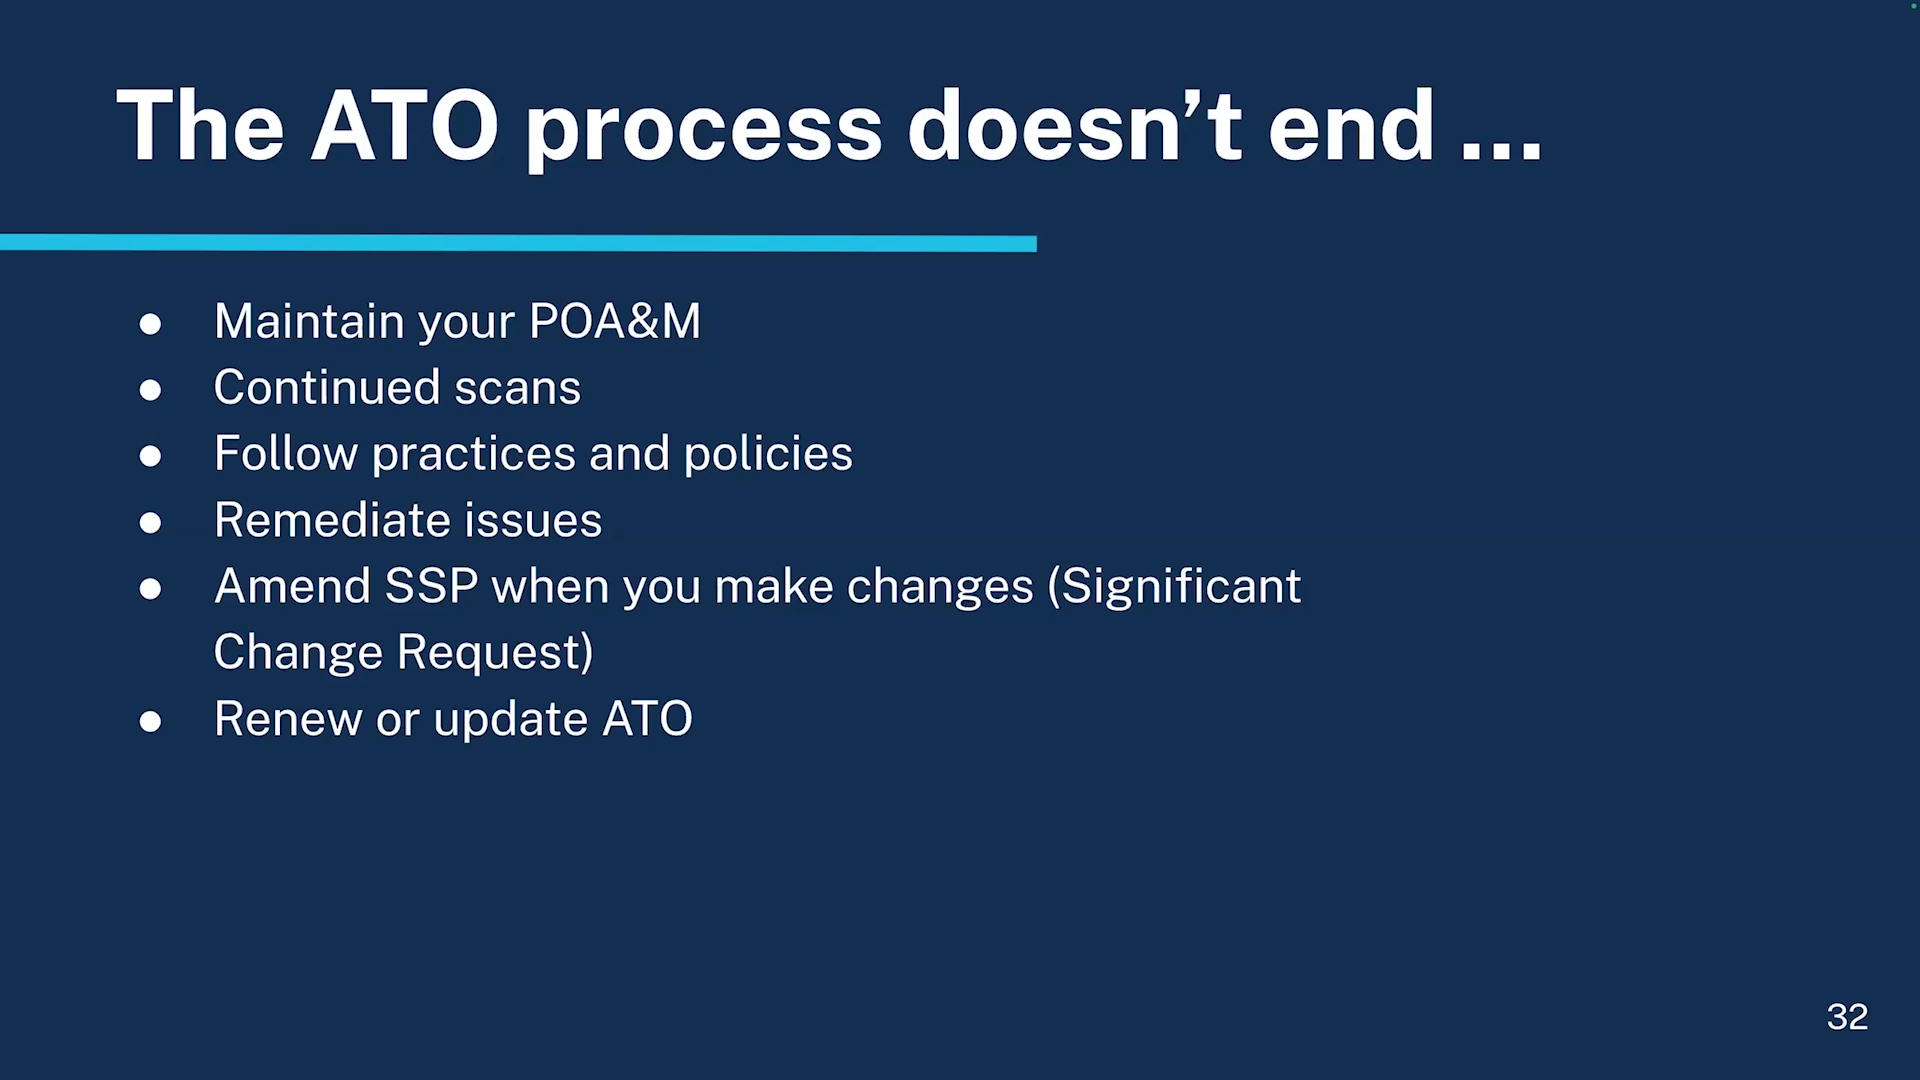 The ATO process doesn’t end ...
● Maintain your POA&M
● Continued scans
● Follow practices and policies
● Remediate issues
● Amend SSP when you make changes (Significant
Change Request)
● Renew or update ATO
32